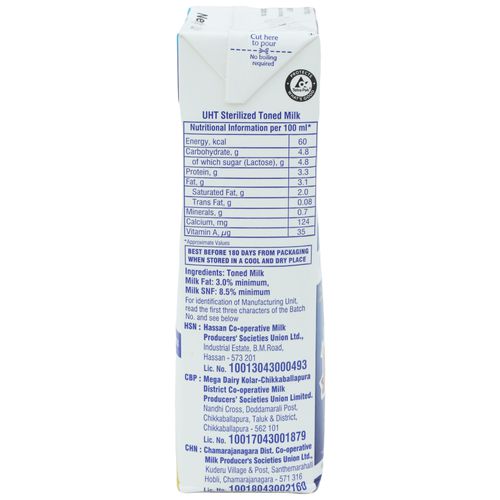 Cut here
to pour
No boiling
required
PROTECTS
WHAT'S GOOD
Tetra Pak
UHT Sterilized Toned Milk
Nutritional Information per 100 ml*
Energy, kcal 60
Carbohydrate, g 4.8
of which sugar (Lactose), g 4.8
Protein, g 3.3
Fat, g 3.1
Saturated Fat, g 2.0
Trans Fat, g 0.08
Minerals, g 0.7
Calcium, mg 124
Vitamin A, µg 35
*Approximate Values
BEST BEFORE 180 DAYS FROM PACKAGING
WHEN STORED IN A COOL AND DRY PLACE
Ingredients: Toned Milk
Milk Fat: 3.0% minimum,
Milk SNF: 8.5% minimum
For identification of Manufacturing Unit,
read the first three characters of the Batch
No. and see below
HSN : Hassan Co-operative Milk
Producers' Societies Union Ltd.,
Industrial Estate, B.M.Road,
Hassan - 573 201
Lic. No. 10013043000493
CBP : Mega Dairy Kolar-Chikkaballapura
District Co-operative Milk
Producers' Societies Union Limited.
Nandhi Cross, Doddamarali Post,
Chikkaballapura, Taluk & District,
Chikkaballapura - 562 101
Lic. No. 10017043001879
CHN : Chamarajanagara Dist. Co-operative
Milk Producer's Societies Union Ltd.,
Kuderu Village & Post, Santhemarahalli
Hobli, Chamarajanagara - 571
Lic. No. 10018043002160